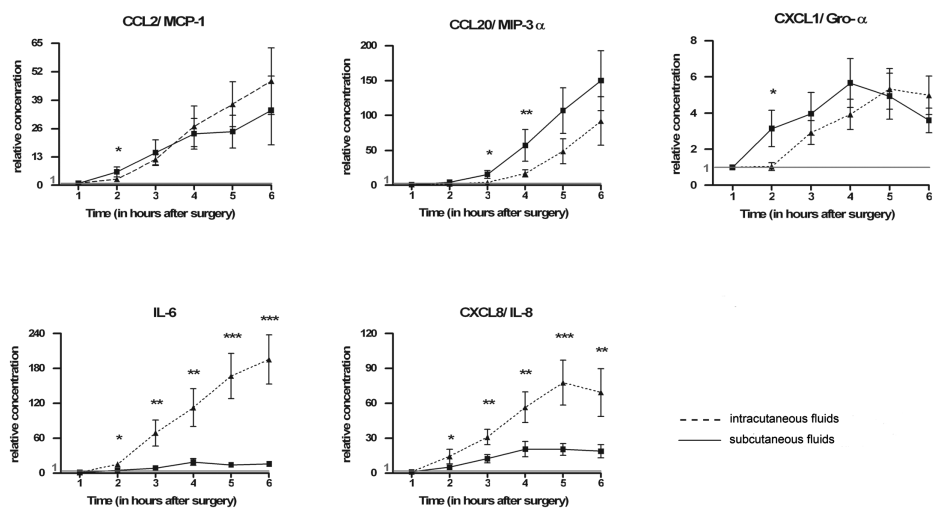 CCL2/ MCP-1
relative concenration
65
52
39
26
13
0
1
*
1 2 3 4 5 6
Time (in hours after surgery)
CCL20/ MIP-3 α
relative concentration
200
150
100
50
0
1
* **
1 2 3 4 5 6
Time (in hours after surgery)
CXCL1/ Gro- α
relative concentration
8
6
4
2
0
1
*
1 2 3 4 5 6
Time (in hours after surgery)
IL-6
relative concentration
240
180
120
60
0
1
* ** ** *** ***
1 2 3 4 5 6
Time (in hours after surgery)
CXCL8/ IL-8
relative concentration
120
90
60
30
0
1
* ** ** *** **
1 2 3 4 5 6
Time (in hours after surgery)
intracutaneous fluids
subcutaneous fluids